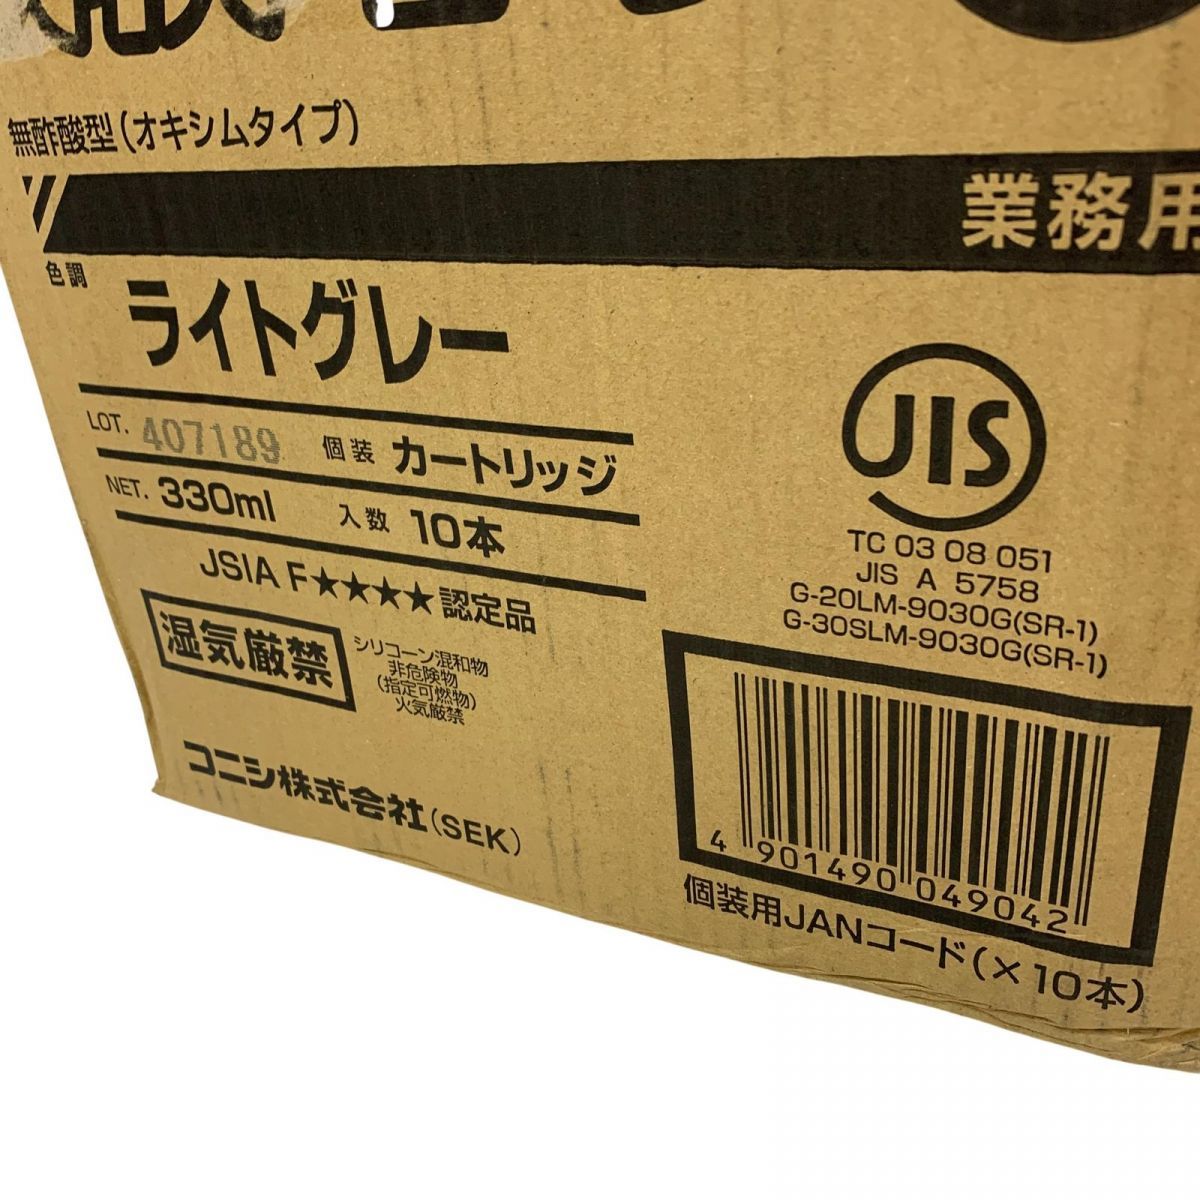 無酢酸型(オキシムタイプ)
業務用
色調
ライトグレー
LOT. 407189 個装 カートリッジ
NET. 330ml 入数 10本
JSIA F★★★★認定品
湿気厳禁
シリコーン混和物
非危険物
(指定可燃物)
火気厳禁
コニシ株式会社(SEK)
JIS
TC 03 08 051
JIS A 5758
G-20LM-9030G(SR-1)
G-30SLM-9030G(SR-1)
4 901490 049042
個装用JANコード(×10本)